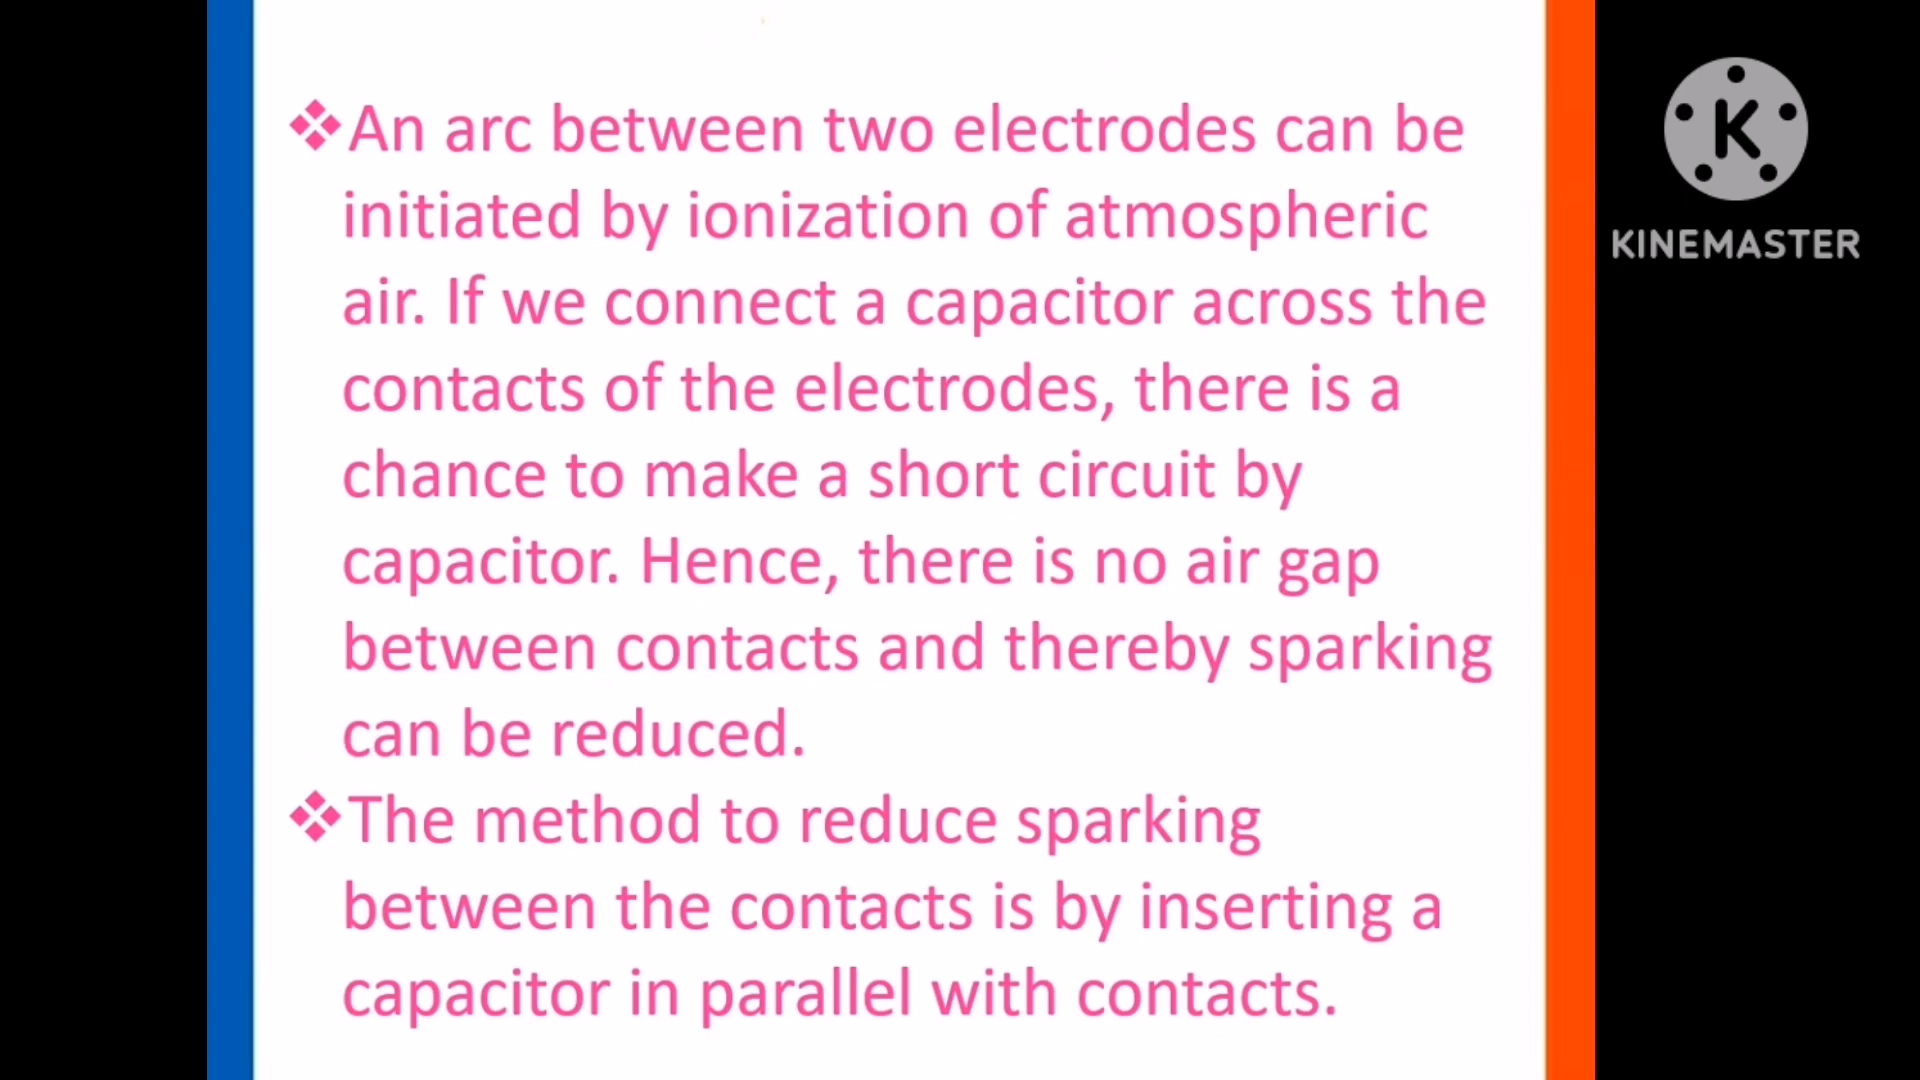 ❖An arc between two electrodes can be
initiated by ionization of atmospheric
air. If we connect a capacitor across the
contacts of the electrodes, there is a
chance to make a short circuit by
capacitor. Hence, there is no air gap
between contacts and thereby sparking
can be reduced.
❖The method to reduce sparking
between the contacts is by inserting a
capacitor in parallel with contacts.
K
KINEMASTER